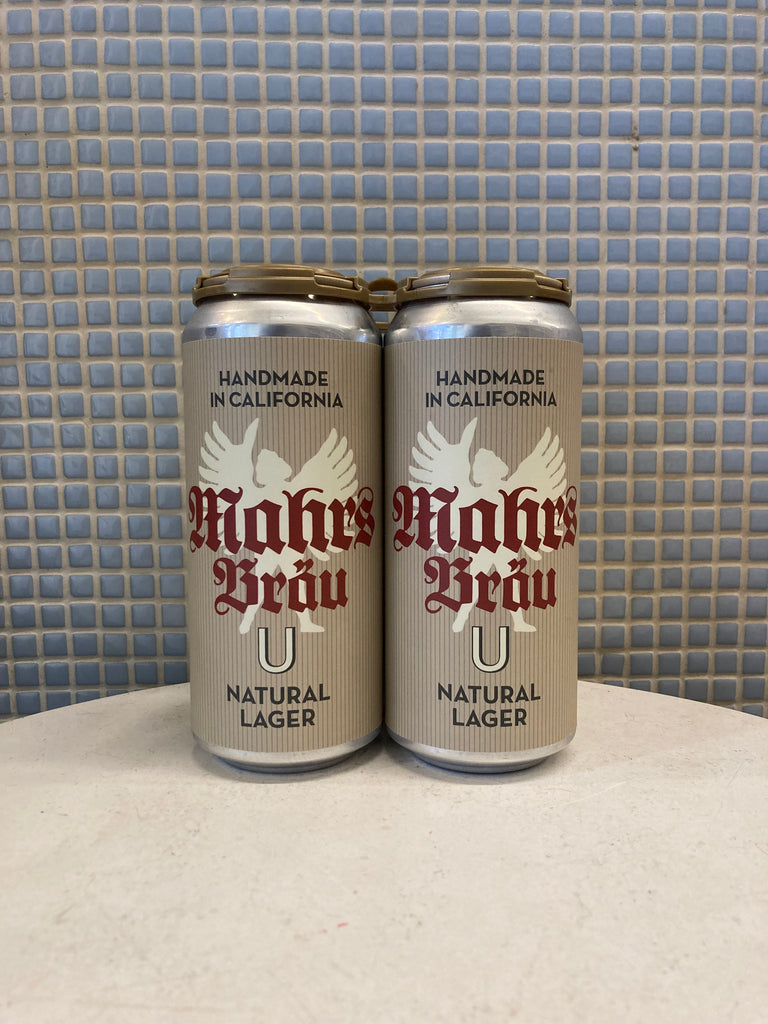 HANDMADE
IN CALIFORNIA
Mahrs
Bräu
U
NATURAL
LAGER
HANDMADE
IN CALIFORNIA
Mahrs
Bräu
U
NATURAL
LAGER